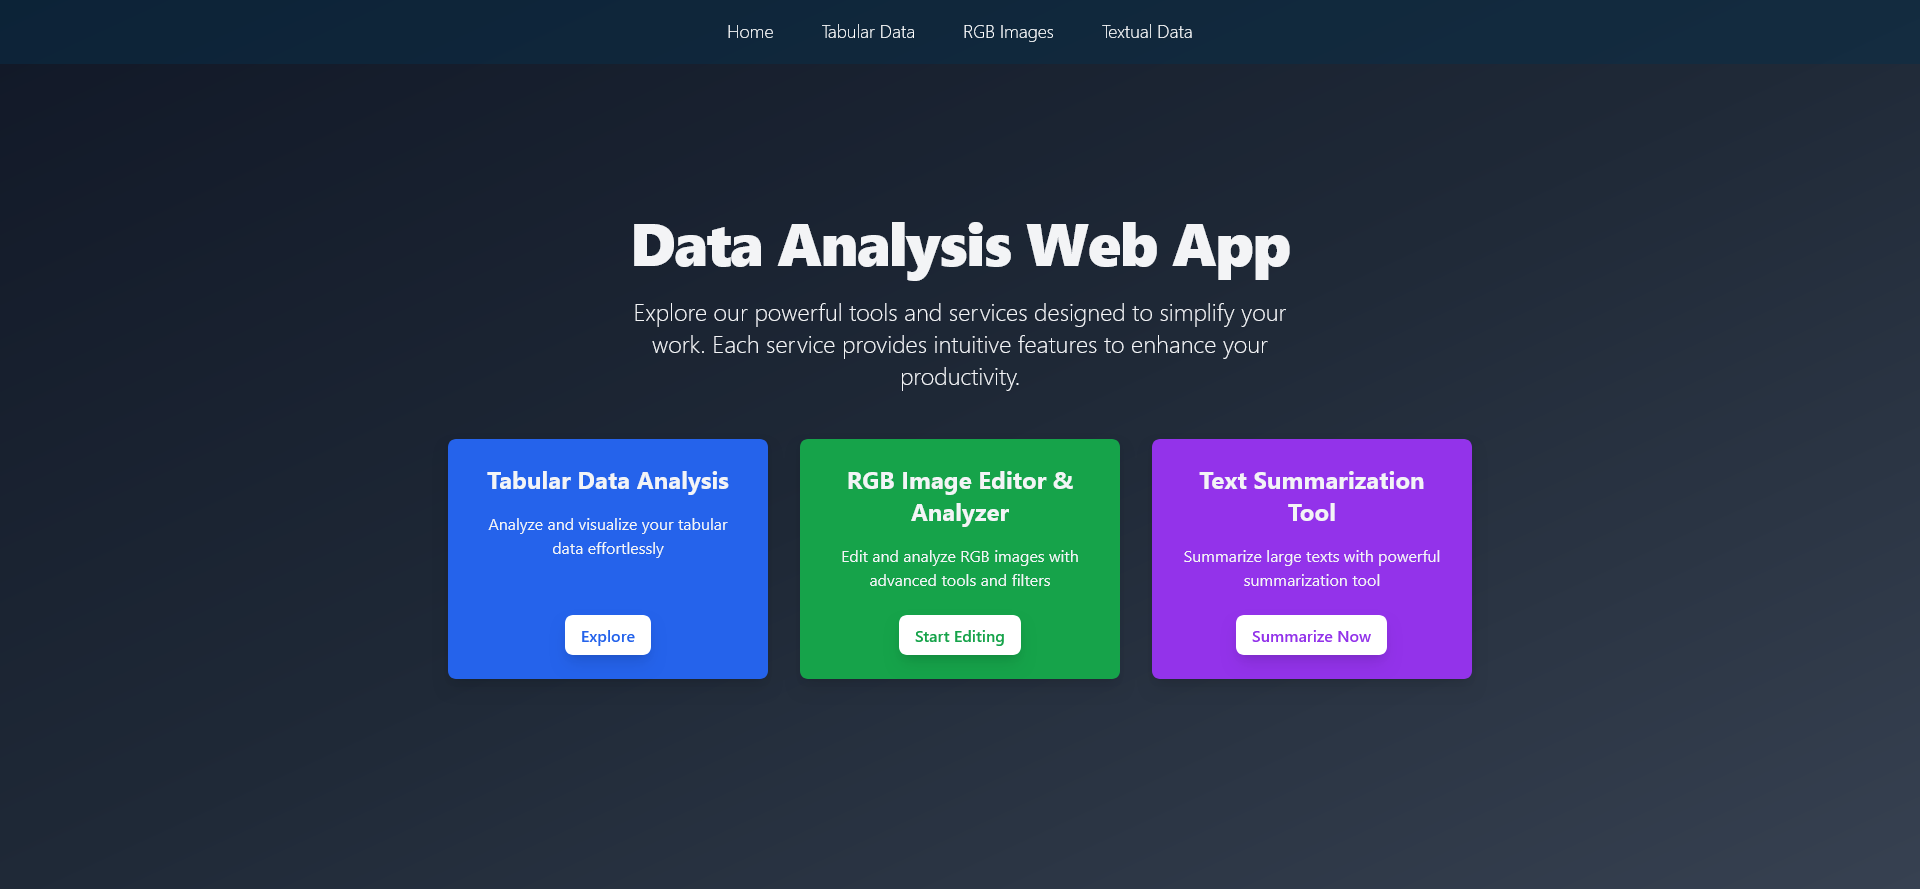 Home Tabular Data RGB Images Textual Data
Data Analysis Web App
Explore our powerful tools and services designed to simplify your
work. Each service provides intuitive features to enhance your
productivity.
Tabular Data Analysis
Analyze and visualize your tabular
data effortlessly
Explore
RGB Image Editor &
Analyzer
Edit and analyze RGB images with
advanced tools and filters
Start Editing
Text Summarization
Tool
Summarize large texts with powerful
summarization tool
Summarize Now